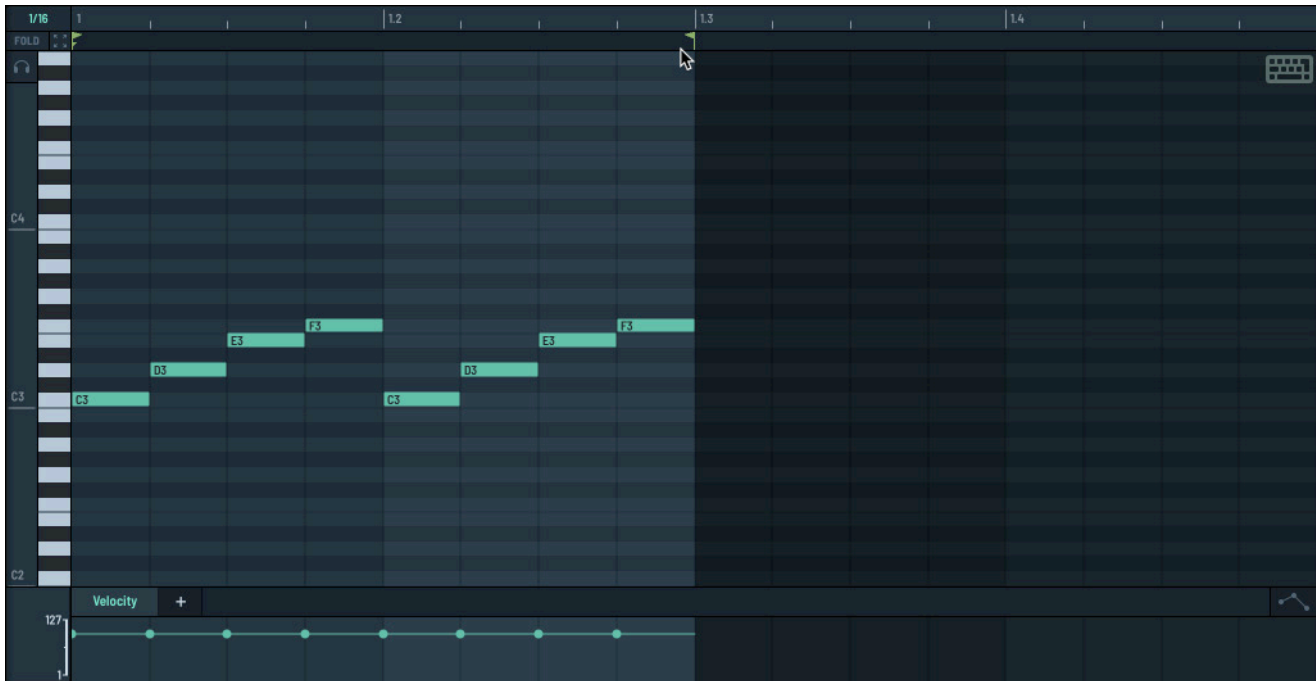 1/16 1 1.2 1.3 1.4
FOLD
C4
F3 F3
E3 E3
D3 D3
C3 C3 C3
C2
Velocity +
127
1